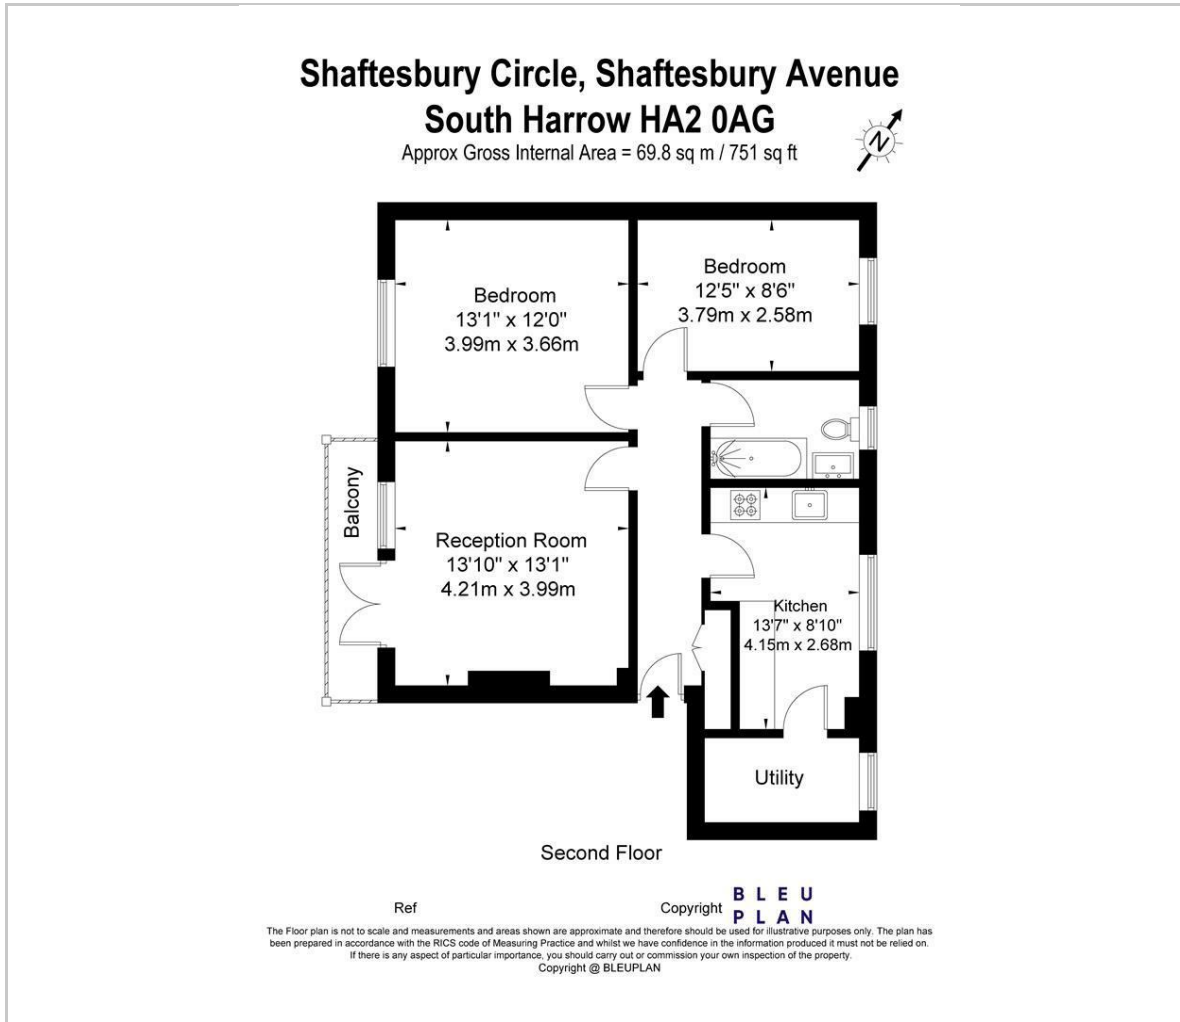 Shaftesbury Circle, Shaftesbury Avenue
South Harrow HA2 0AG
Approx Gross Internal Area = 69.8 sq m / 751 sq ft
N
Bedroom
13'1" x 12'0"
3.99m x 3.66m
Bedroom
12'5" x 8'6"
3.79m x 2.58m
Balcony
Reception Room
13'10" x 13'1"
4.21m x 3.99m
Kitchen
13'7" x 8'10"
4.15m x 2.68m
Utility
Second Floor
Ref
Copyright
BLEU
PLAN
The Floor plan is not to scale and measurements and areas shown are approximate and therefore should be used for illustrative purposes only. The plan has
been prepared in accordance with the RICS code of Measuring Practice and whilst we have confidence in the information produced it must not be relied on.
If there is any aspect of particular importance, you should carry out or commission your own inspection of the property.
Copyright @ BLEUPLAN